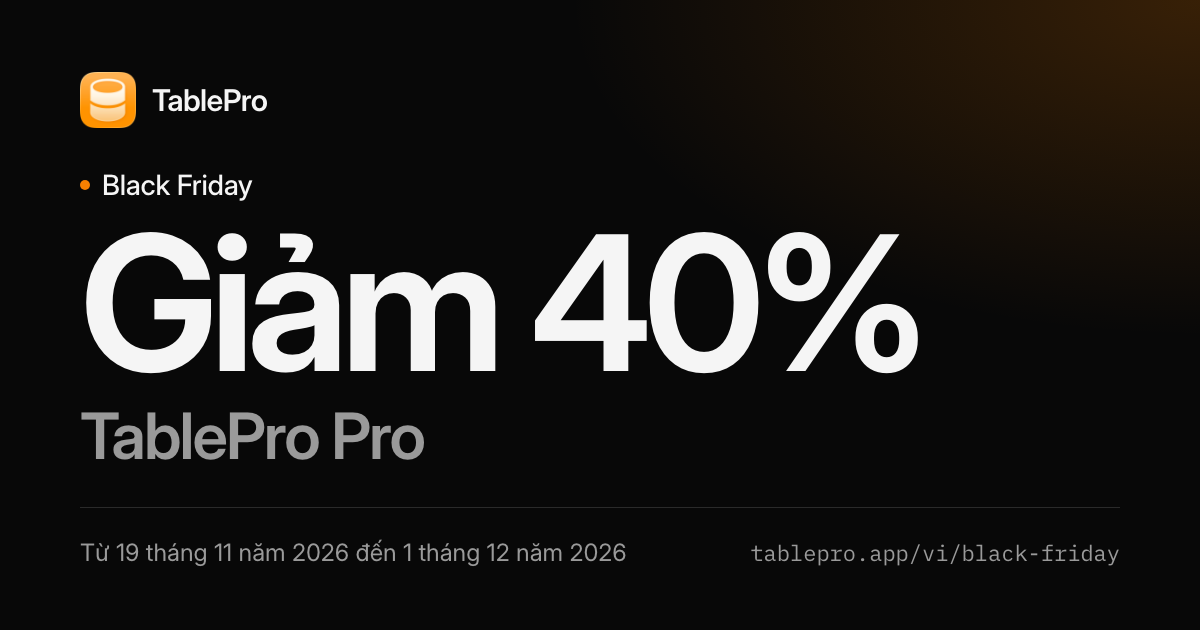 TablePro
Black Friday
Giảm 40%
TablePro Pro
Từ 19 tháng 11 năm 2026 đến 1 tháng 12 năm 2026
tablepro.app/vi/black-friday